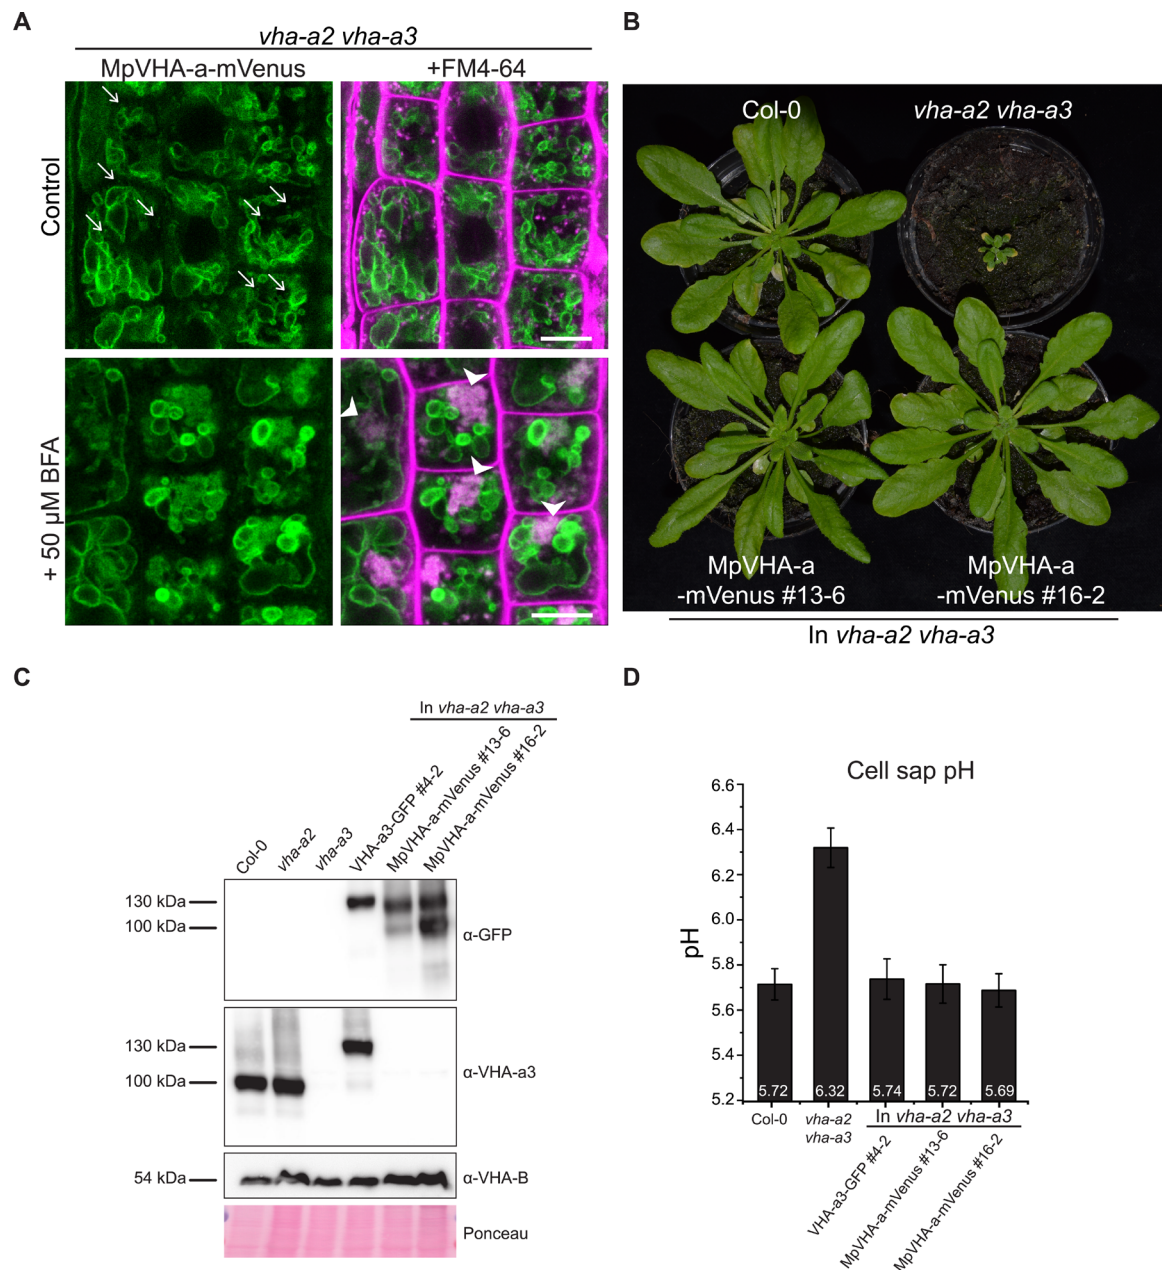 A
vha-a2 vha-a3
MpVHA-a-mVenus
+FM4-64
Control
+ 50 µM BFA
B
Col-0
vha-a2 vha-a3
MpVHA-a
-mVenus #13-6
MpVHA-a
-mVenus #16-2
In vha-a2 vha-a3
C
In vha-a2 vha-a3
Col-0
vha-a2
vha-a3
VHA-a3-GFP #4-2
MpVHA-a-mVenus #13-6
MpVHA-a-mVenus #16-2
130 kDa
100 kDa
α-GFP
130 kDa
100 kDa
α-VHA-a3
54 kDa
α-VHA-B
Ponceau
D
Cell sap pH
pH
6.6
6.4
6.2
6.0
5.8
5.6
5.4
5.2
5.72
6.32
5.74
5.72
5.69
Col-0
vha-a2
vha-a3
In vha-a2 vha-a3
VHA-a3-GFP #4-2
MpVHA-a-mVenus #13-6
MpVHA-a-mVenus #16-2